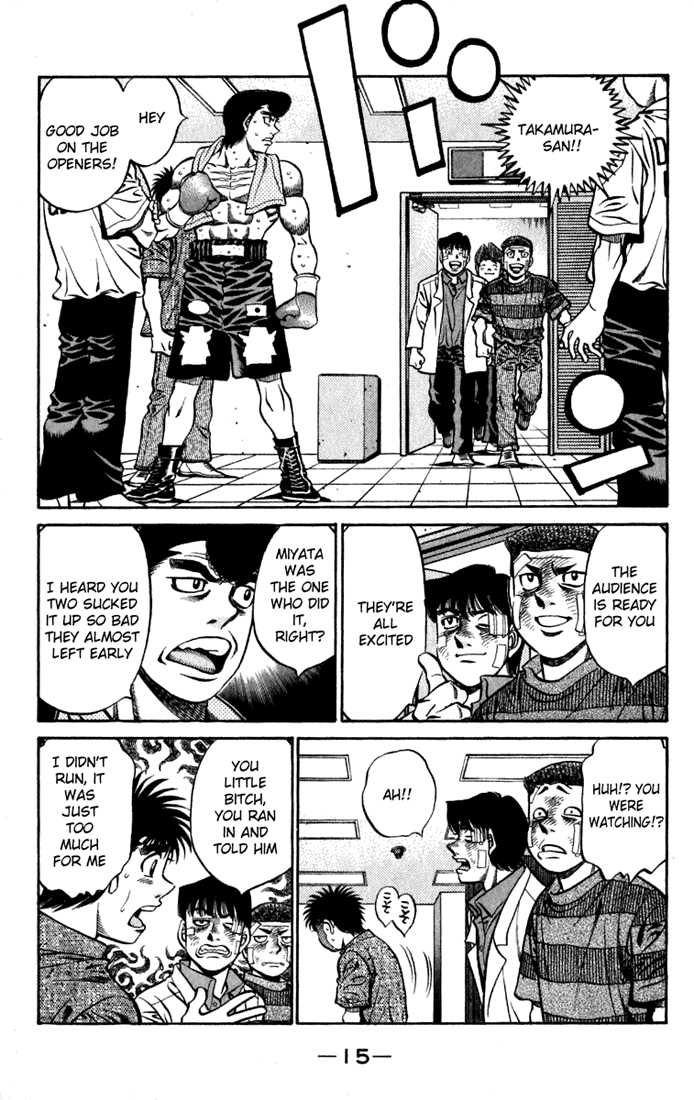 TAKAMURA-
SAN!!
HEY
GOOD JOB
ON THE
OPENERS!
THE
AUDIENCE
IS READY
FOR YOU
THEY'RE
ALL
EXCITED
MIYATA
WAS
THE ONE
WHO DID
IT,
RIGHT?
I HEARD YOU
TWO SUCKED
IT UP SO BAD
THEY ALMOST
LEFT EARLY
HUH!? YOU
WERE
WATCHING!?
AH!!
YOU
LITTLE
BITCH,
YOU RAN
IN AND
TOLD HIM
I DIDN'T
RUN, IT
WAS
JUST
TOO
MUCH
FOR ME
—15—